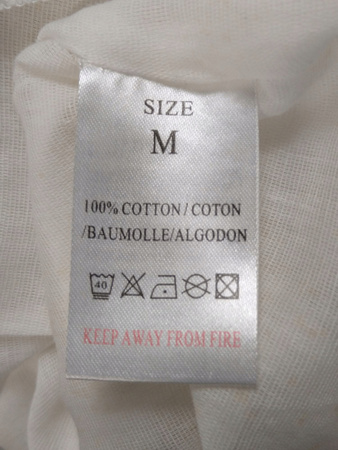 SIZE
M
100% COTTON/COTON
/BAUMOLLE/ALGODON
40
KEEP AWAY FROM FIRE